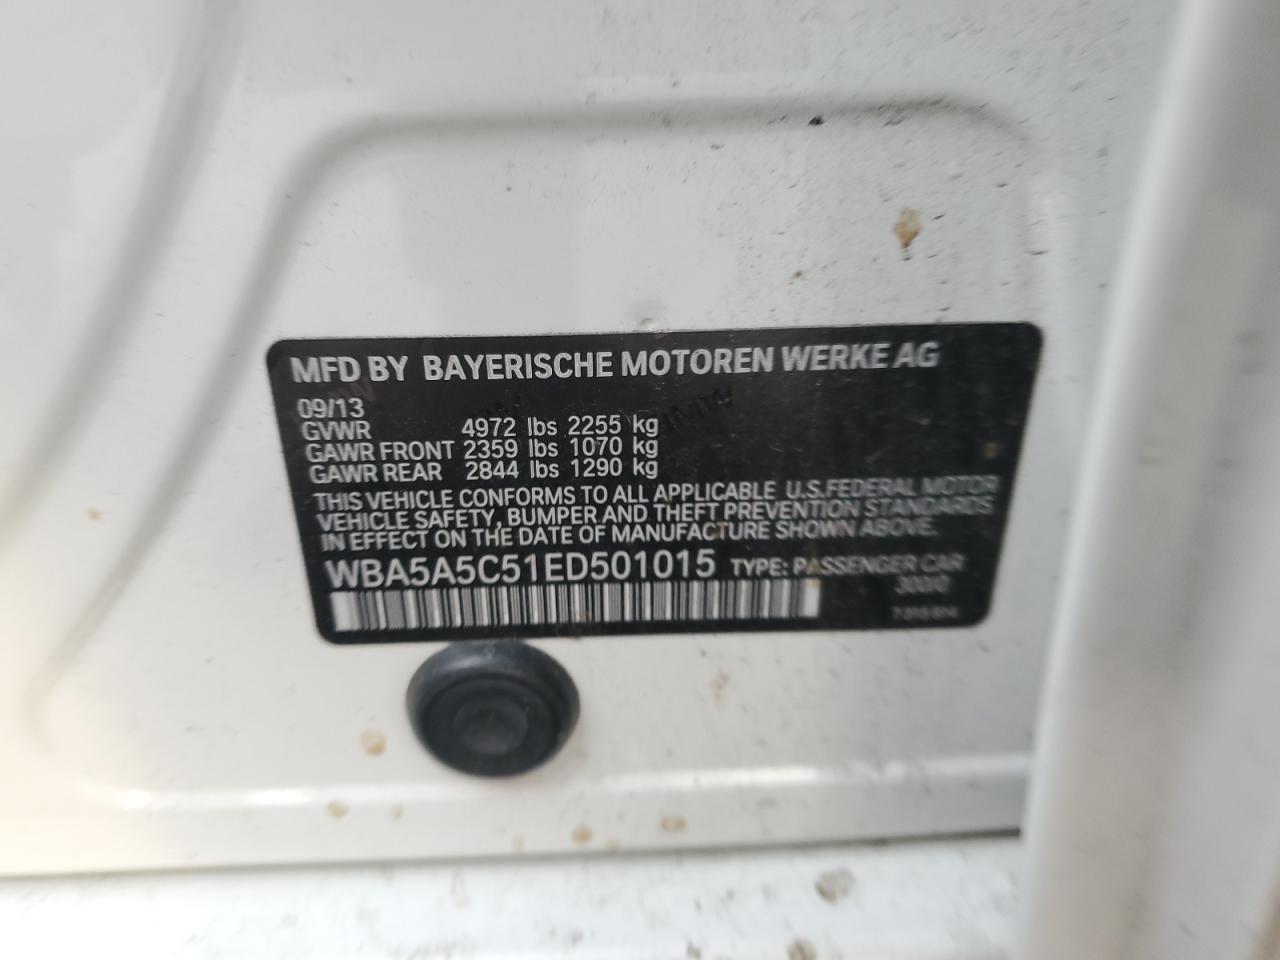 MFD BY BAYERISCHE MOTOREN WERKE AG
09/13
GVWR 4972 lbs 2255 kg
GAWR FRONT 2359 lbs 1070 kg
GAWR REAR 2844 lbs 1290 kg
THIS VEHICLE CONFORMS TO ALL APPLICABLE U.S.FEDERAL MOTOR
VEHICLE SAFETY, BUMPER AND THEFT PREVENTION STANDARDS
IN EFFECT ON THE DATE OF MANUFACTURE SHOWN ABOVE.
WBA5A5C51ED501015 TYPE: PASSENGER CAR
300/0